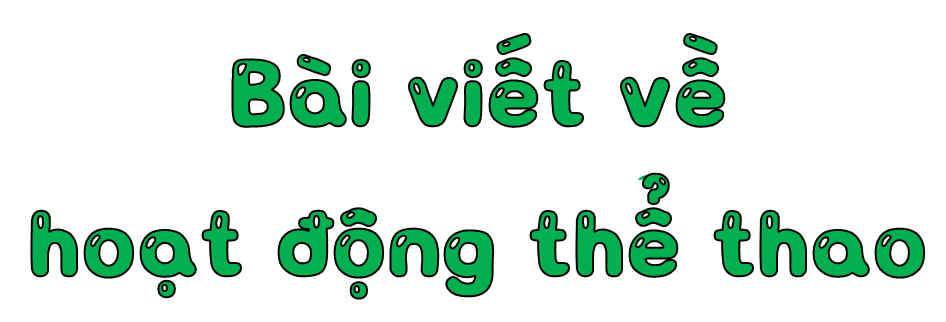 Bài viết về
hoạt động thể thao